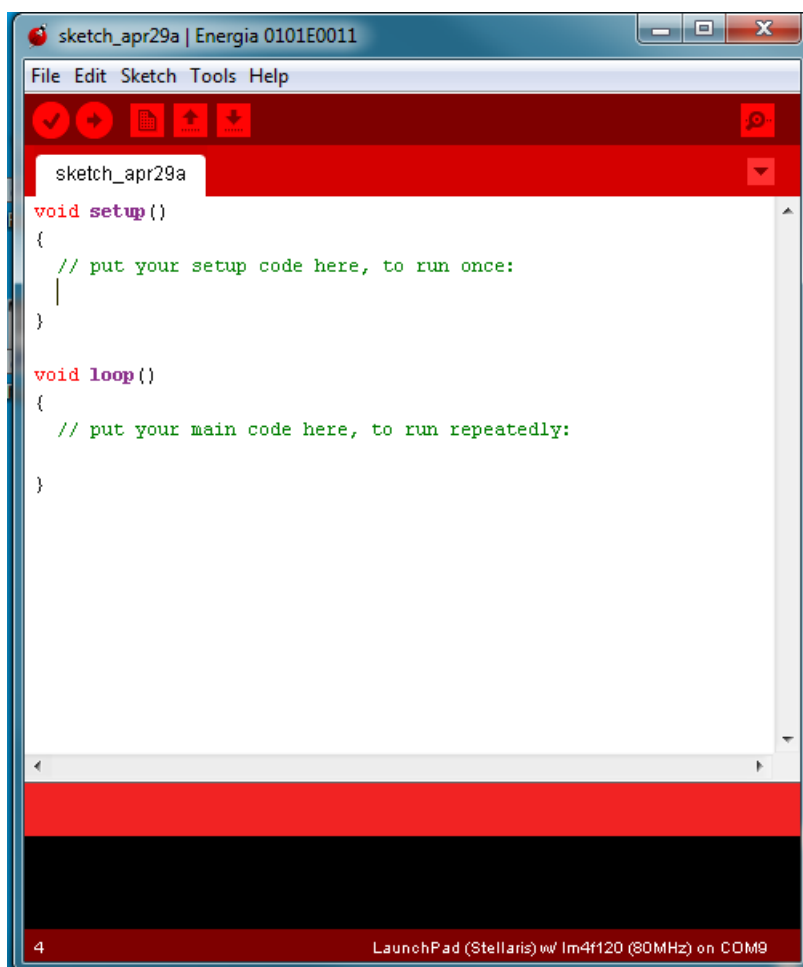 sketch_apr29a | Energia 0101E0011
File Edit Sketch Tools Help
sketch_apr29a
void setup()
{
  // put your setup code here, to run once:
}
void loop()
{
  // put your main code here, to run repeatedly:
}
4 LaunchPad (Stellaris) w/ lm4f120 (80MHz) on COM9